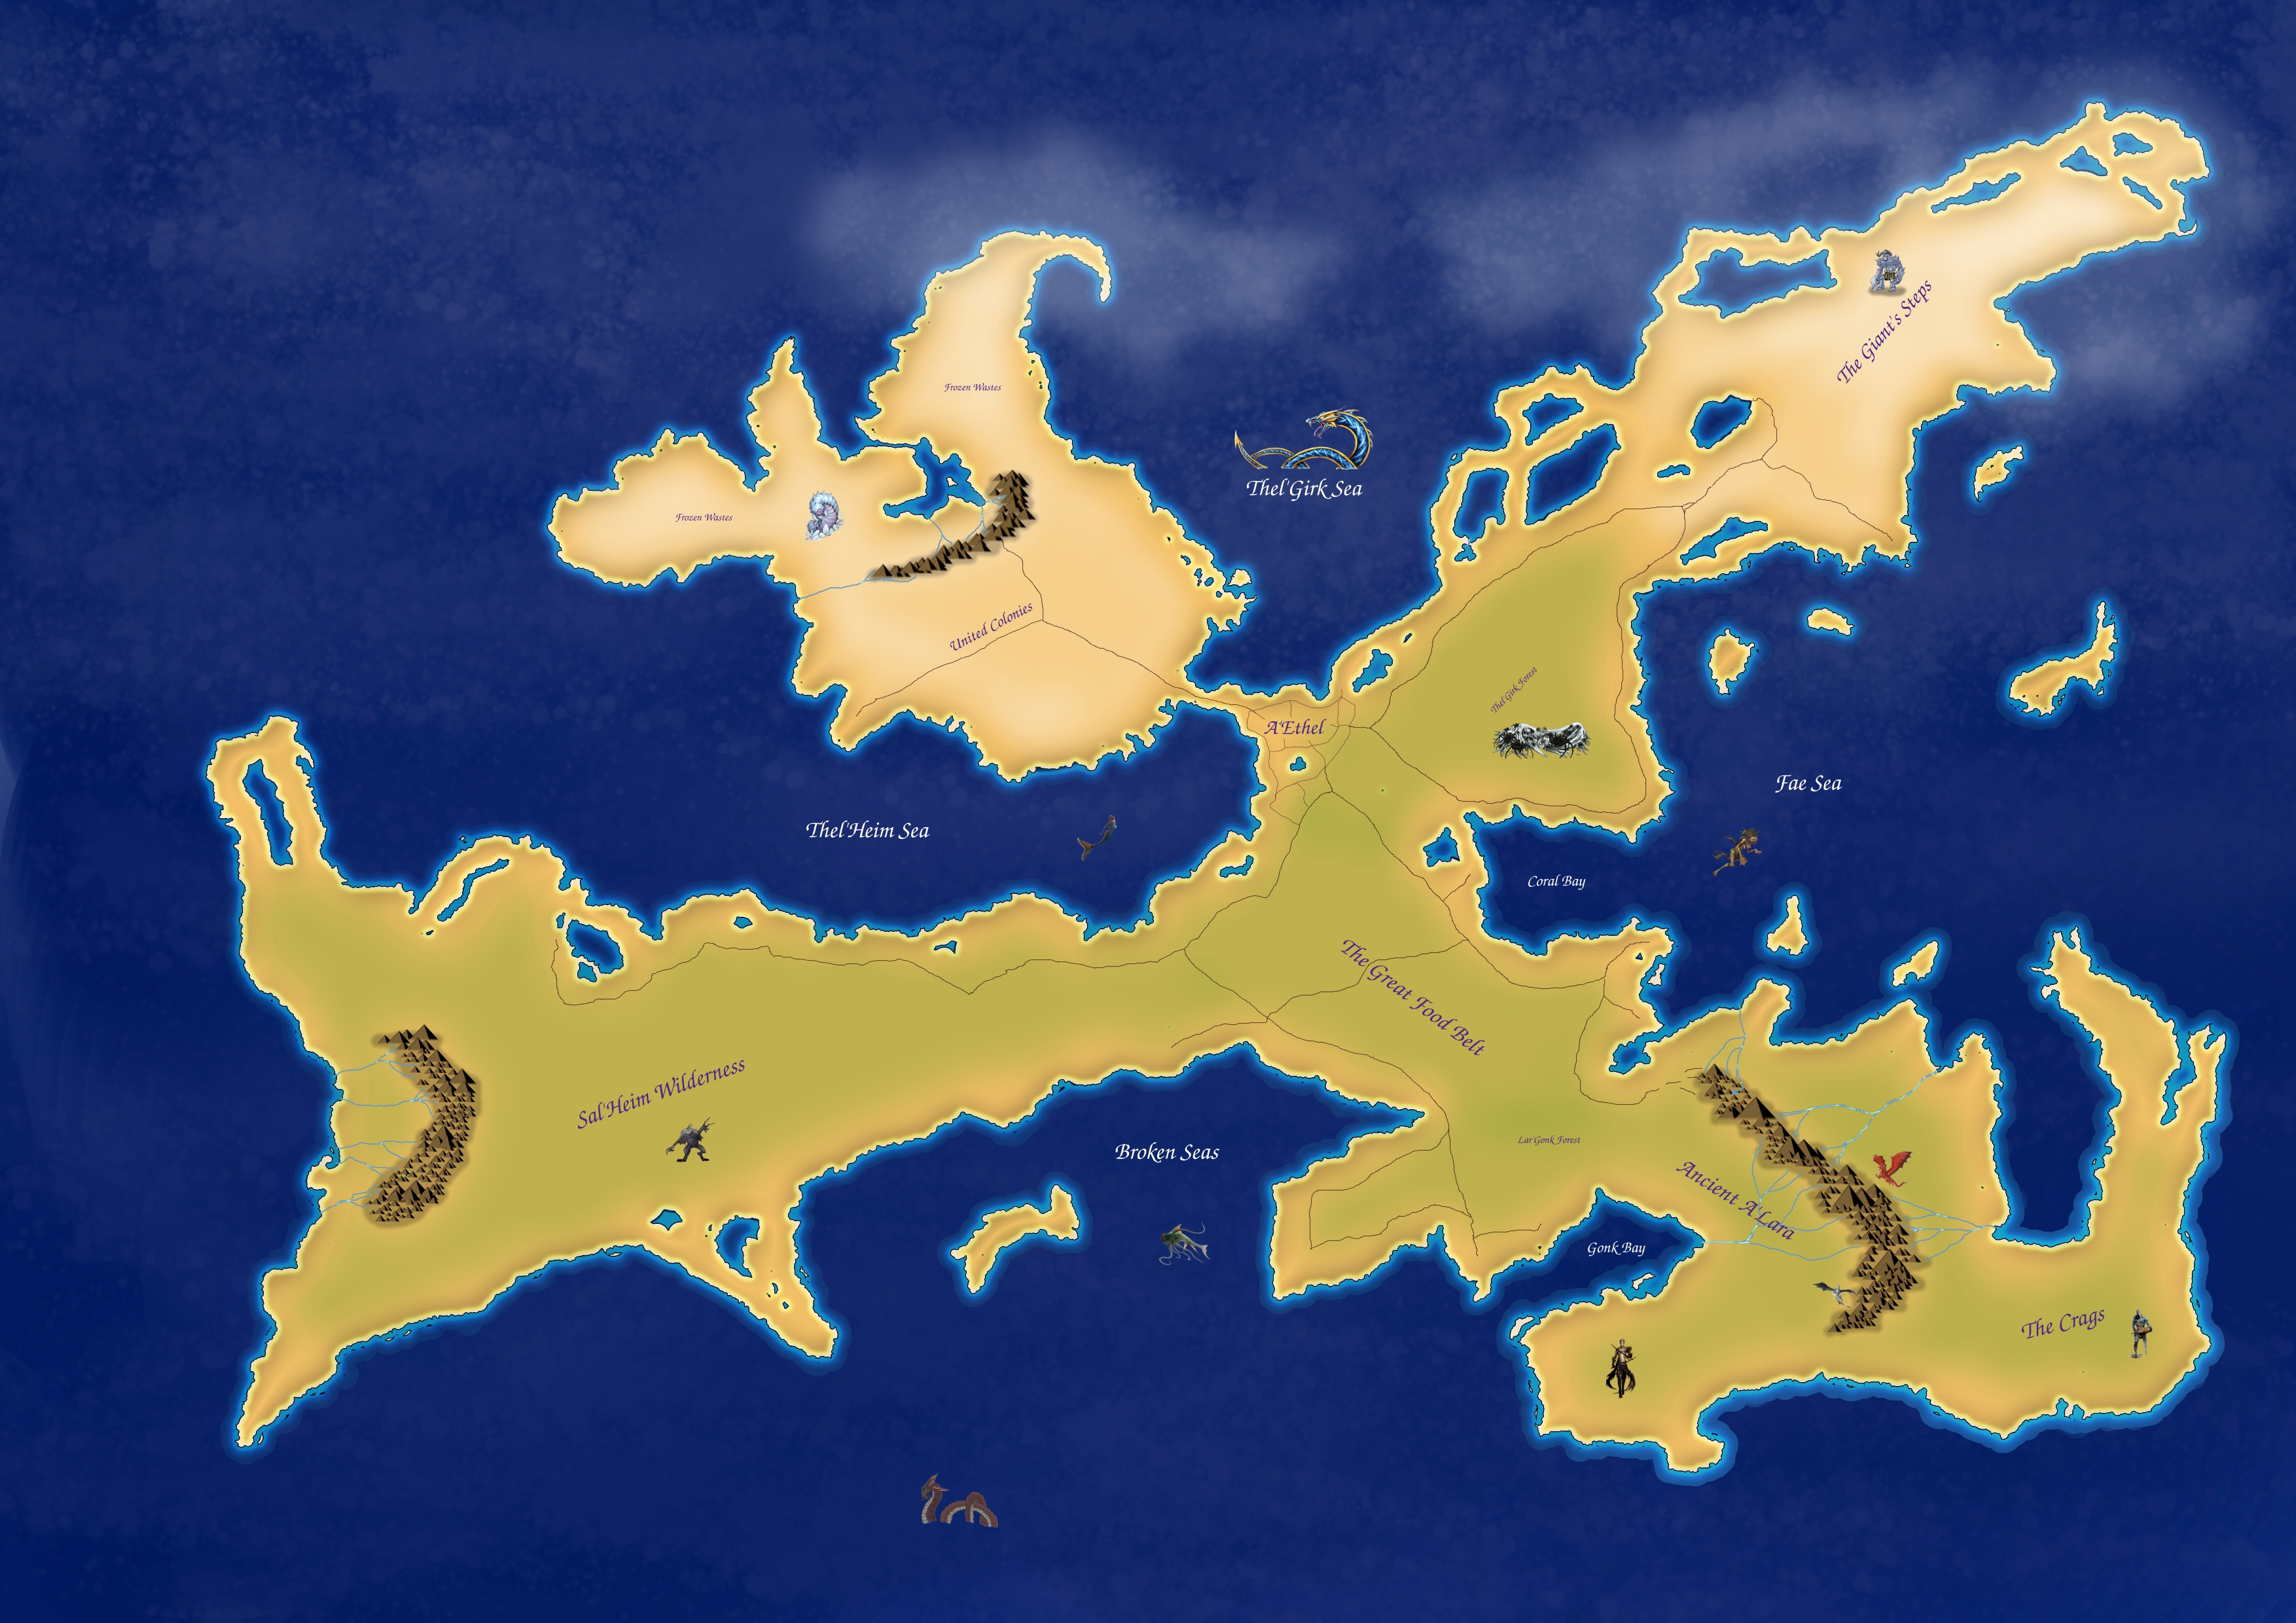 The Giant's Steps
Frozen Wastes
Thel'Girk Sea
Frozen Wastes
United Colonies
Thel'Girk Forest
A'Ethel
Fae Sea
Thel'Heim Sea
Coral Bay
The Great Food Belt
Sal'Heim Wilderness
Lar'Gonk Forest
Broken Seas
Ancient A'Lara
Gonk Bay
The Crags